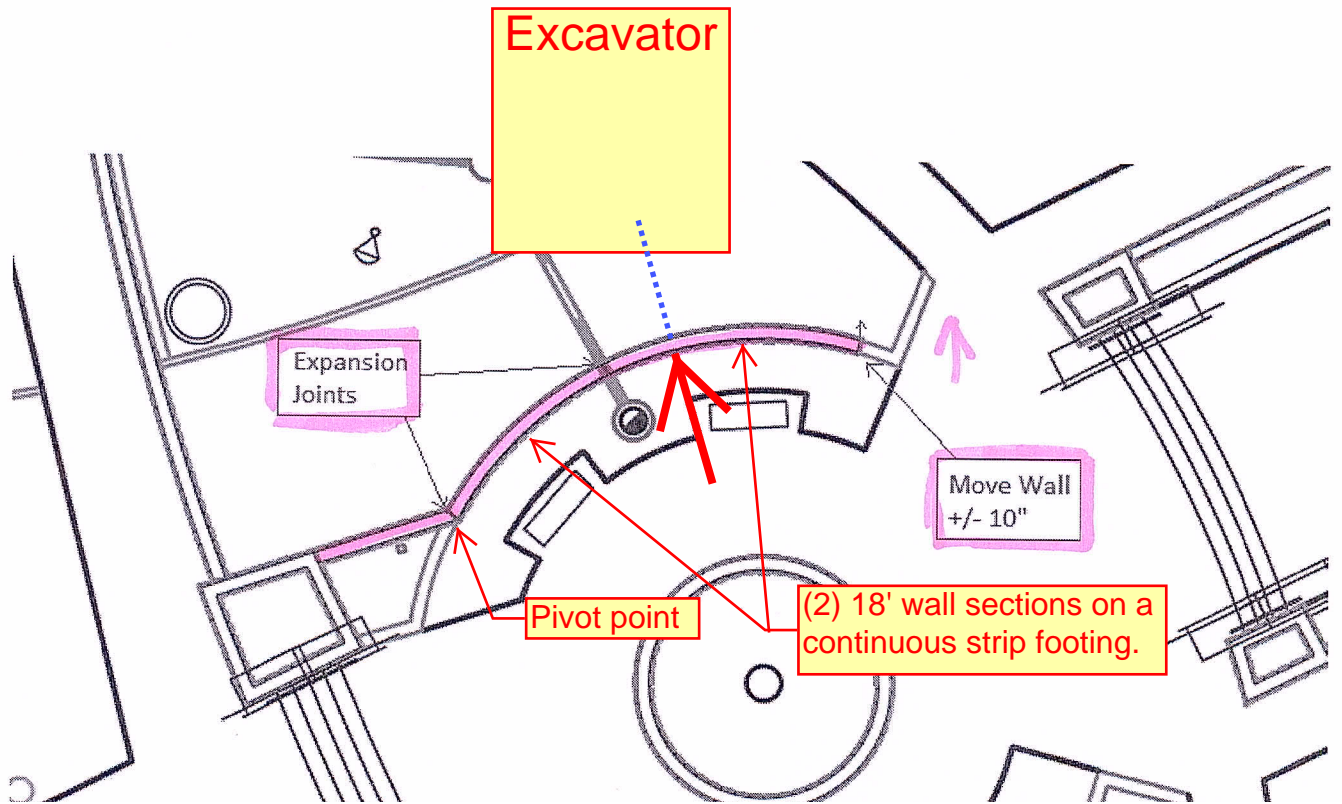 Excavator
Expansion
Joints
Move Wall
+/- 10"
Pivot point
(2) 18' wall sections on a
continuous strip footing.